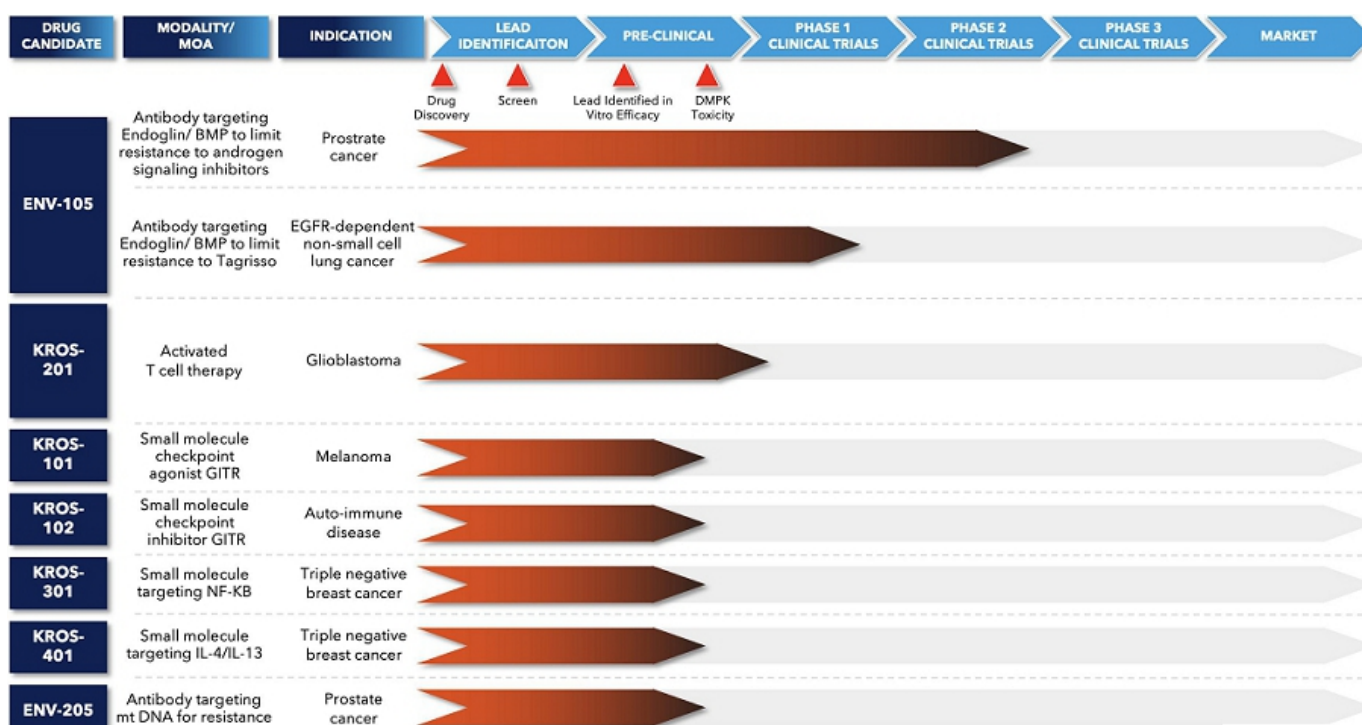 DRUG
CANDIDATE
MODALITY/
MOA
INDICATION
LEAD
IDENTIFICAITON
PRE-CLINICAL
PHASE 1
CLINICAL TRIALS
PHASE 2
CLINICAL TRIALS
PHASE 3
CLINICAL TRIALS
MARKET
Drug
Discovery
Screen
Lead Identified in
Vitro Efficacy
DMPK
Toxicity
ENV-105
Antibody targeting
Endoglin/ BMP to limit
resistance to androgen
signaling inhibitors
Prostrate
cancer
Antibody targeting
Endoglin/ BMP to limit
resistance to Tagrisso
EGFR-dependent
non-small cell
lung cancer
KROS-
201
Activated
T cell therapy
Glioblastoma
KROS-
101
Small molecule
checkpoint
agonist GITR
Melanoma
KROS-
102
Small molecule
checkpoint
inhibitor GITR
Auto-immune
disease
KROS-
301
Small molecule
targeting NF-KB
Triple negative
breast cancer
KROS-
401
Small molecule
targeting IL-4/IL-13
Triple negative
breast cancer
ENV-205
Antibody targeting
mt DNA for resistance
Prostate
cancer